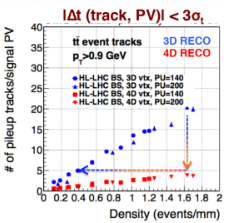 |Δt (track, PV)| < 3σt
tt̄ event tracks
3D RECO
pT>0.9 GeV
4D RECO
HL-LHC BS, 3D vtx, PU=140
HL-LHC BS, 3D vtx, PU=200
HL-LHC BS, 4D vtx, PU=140
HL-LHC BS, 4D vtx, PU=200
# of pileup tracks/signal PV
40
35
30
25
20
15
10
5
0
0 0.2 0.4 0.6 0.8 1 1.2 1.4 1.6 1.8 2
Density (events/mm)